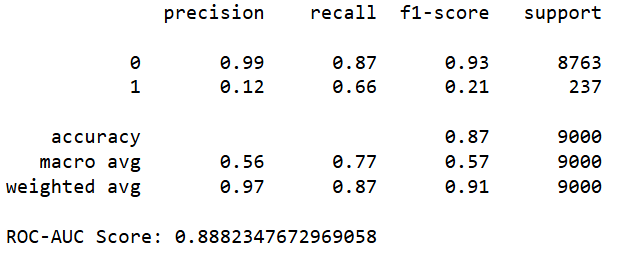 precision recall f1-score support
0 0.99 0.87 0.93 8763
1 0.12 0.66 0.21 237
accuracy 0.87 9000
macro avg 0.56 0.77 0.57 9000
weighted avg 0.97 0.87 0.91 9000
ROC-AUC Score: 0.8882347672969058